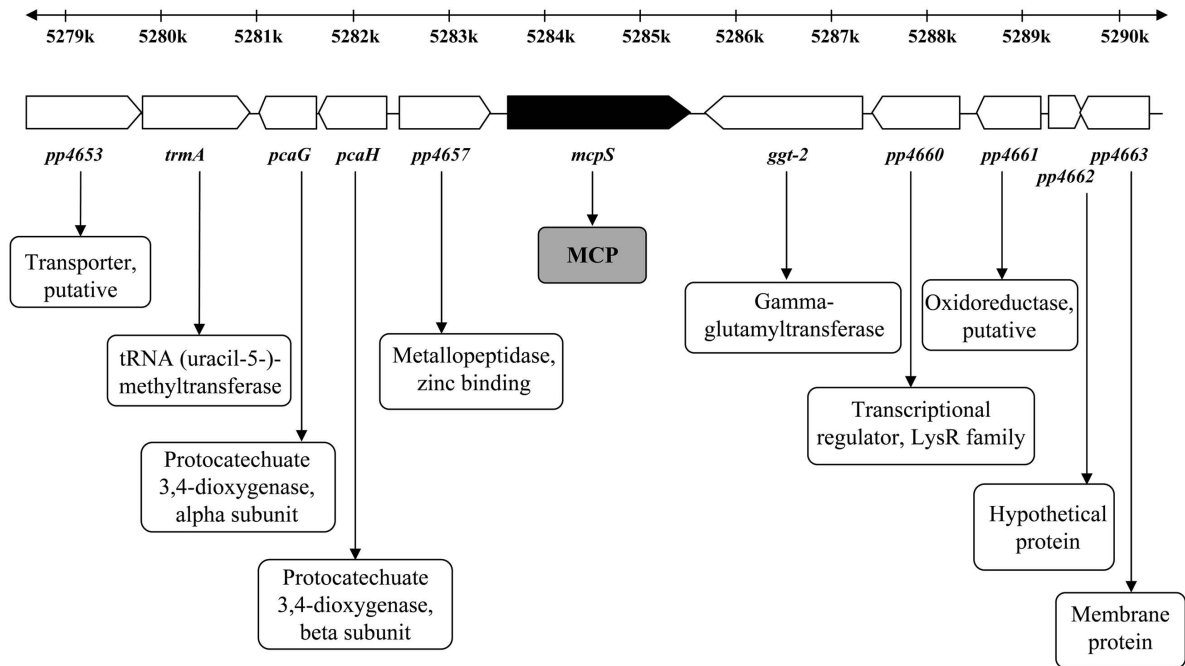 5279k 5280k 5281k 5282k 5283k 5284k 5285k 5286k 5287k 5288k 5289k 5290k
pp4653 trmA pcaG pcaH pp4657 mcpS ggt-2 pp4660 pp4661 pp4663
pp4662
Transporter,
putative
MCP
Gamma-
glutamyltransferase
Oxidoreductase,
putative
tRNA (uracil-5-)-
methyltransferase
Metallopeptidase,
zinc binding
Transcriptional
regulator, LysR family
Protocatechuate
3,4-dioxygenase,
alpha subunit
Hypothetical
protein
Protocatechuate
3,4-dioxygenase,
beta subunit
Membrane
protein